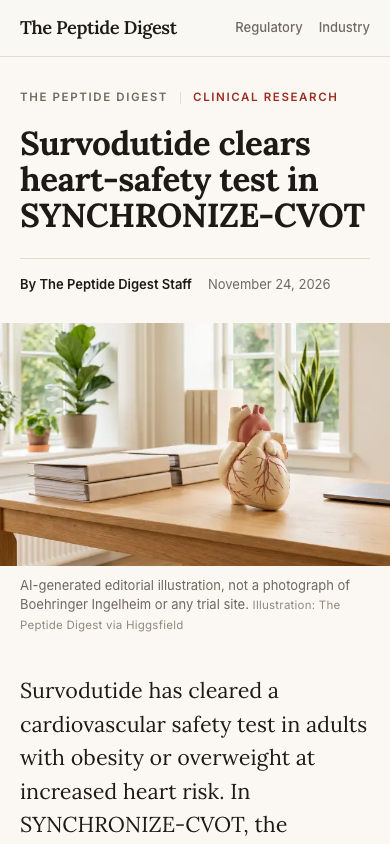 The Peptide Digest
Regulatory Industry
THE PEPTIDE DIGEST | CLINICAL RESEARCH
Survodutide clears
heart-safety test in
SYNCHRONIZE-CVOT
By The Peptide Digest Staff November 24, 2026
AI-generated editorial illustration, not a photograph of
Boehringer Ingelheim or any trial site. Illustration: The
Peptide Digest via Higgsfield
Survodutide has cleared a
cardiovascular safety test in adults
with obesity or overweight at
increased heart risk. In
SYNCHRONIZE-CVOT, the